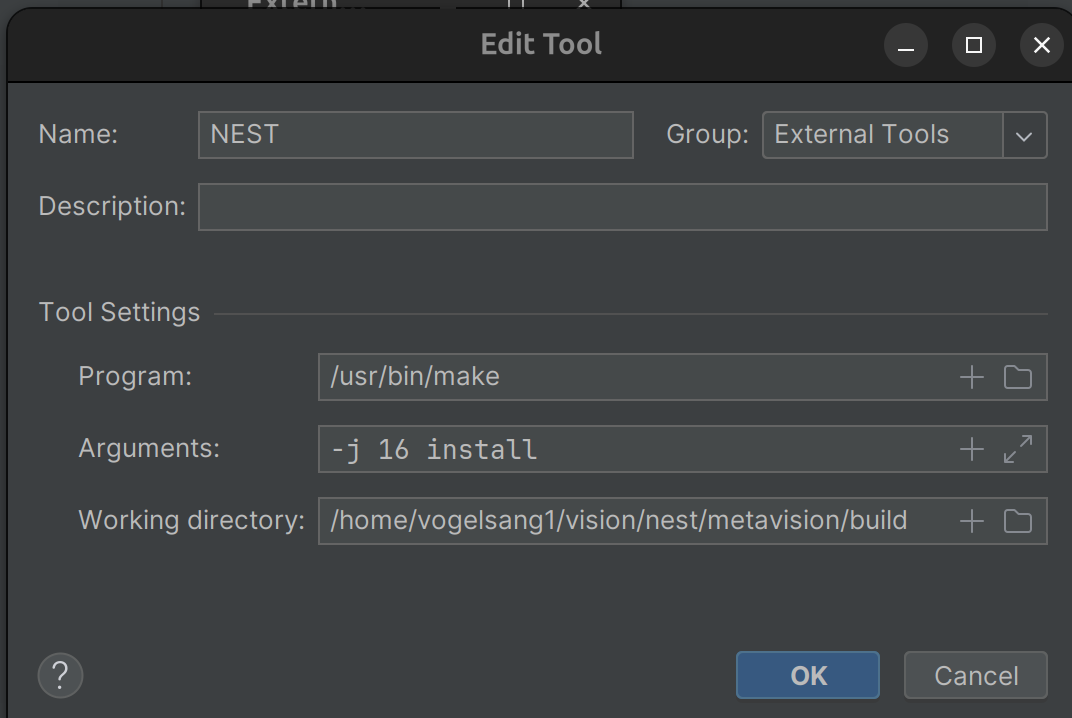 Edit Tool
Name: NEST Group: External Tools
Description:
Tool Settings
Program: /usr/bin/make
Arguments: -j 16 install
Working directory: /home/vogelsang1/vision/nest/metavision/build
? OK Cancel